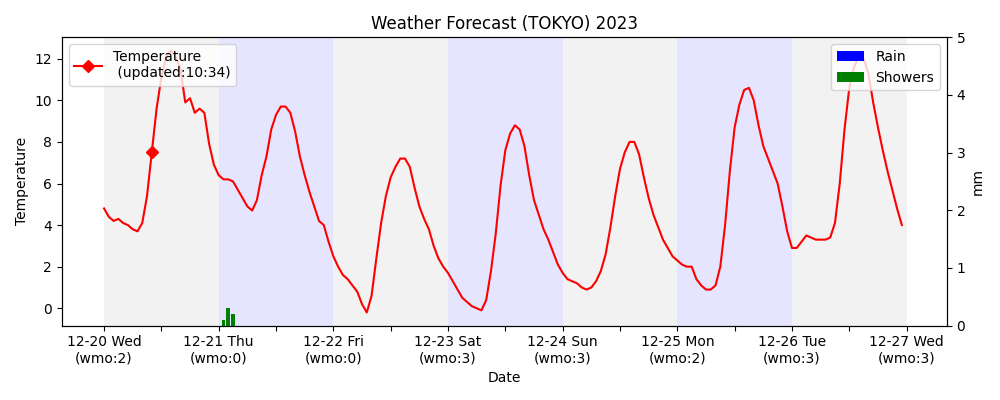 Weather Forecast (TOKYO) 2023
Temperature
(updated:10:34)
Rain
Showers
Temperature
12
10
8
6
4
2
0
5
4
3
2
1
0
mm
12-20 Wed
(wmo:2)
12-21 Thu
(wmo:0)
12-22 Fri
(wmo:0)
12-23 Sat
(wmo:3)
12-24 Sun
(wmo:3)
12-25 Mon
(wmo:2)
12-26 Tue
(wmo:3)
12-27 Wed
(wmo:3)
Date